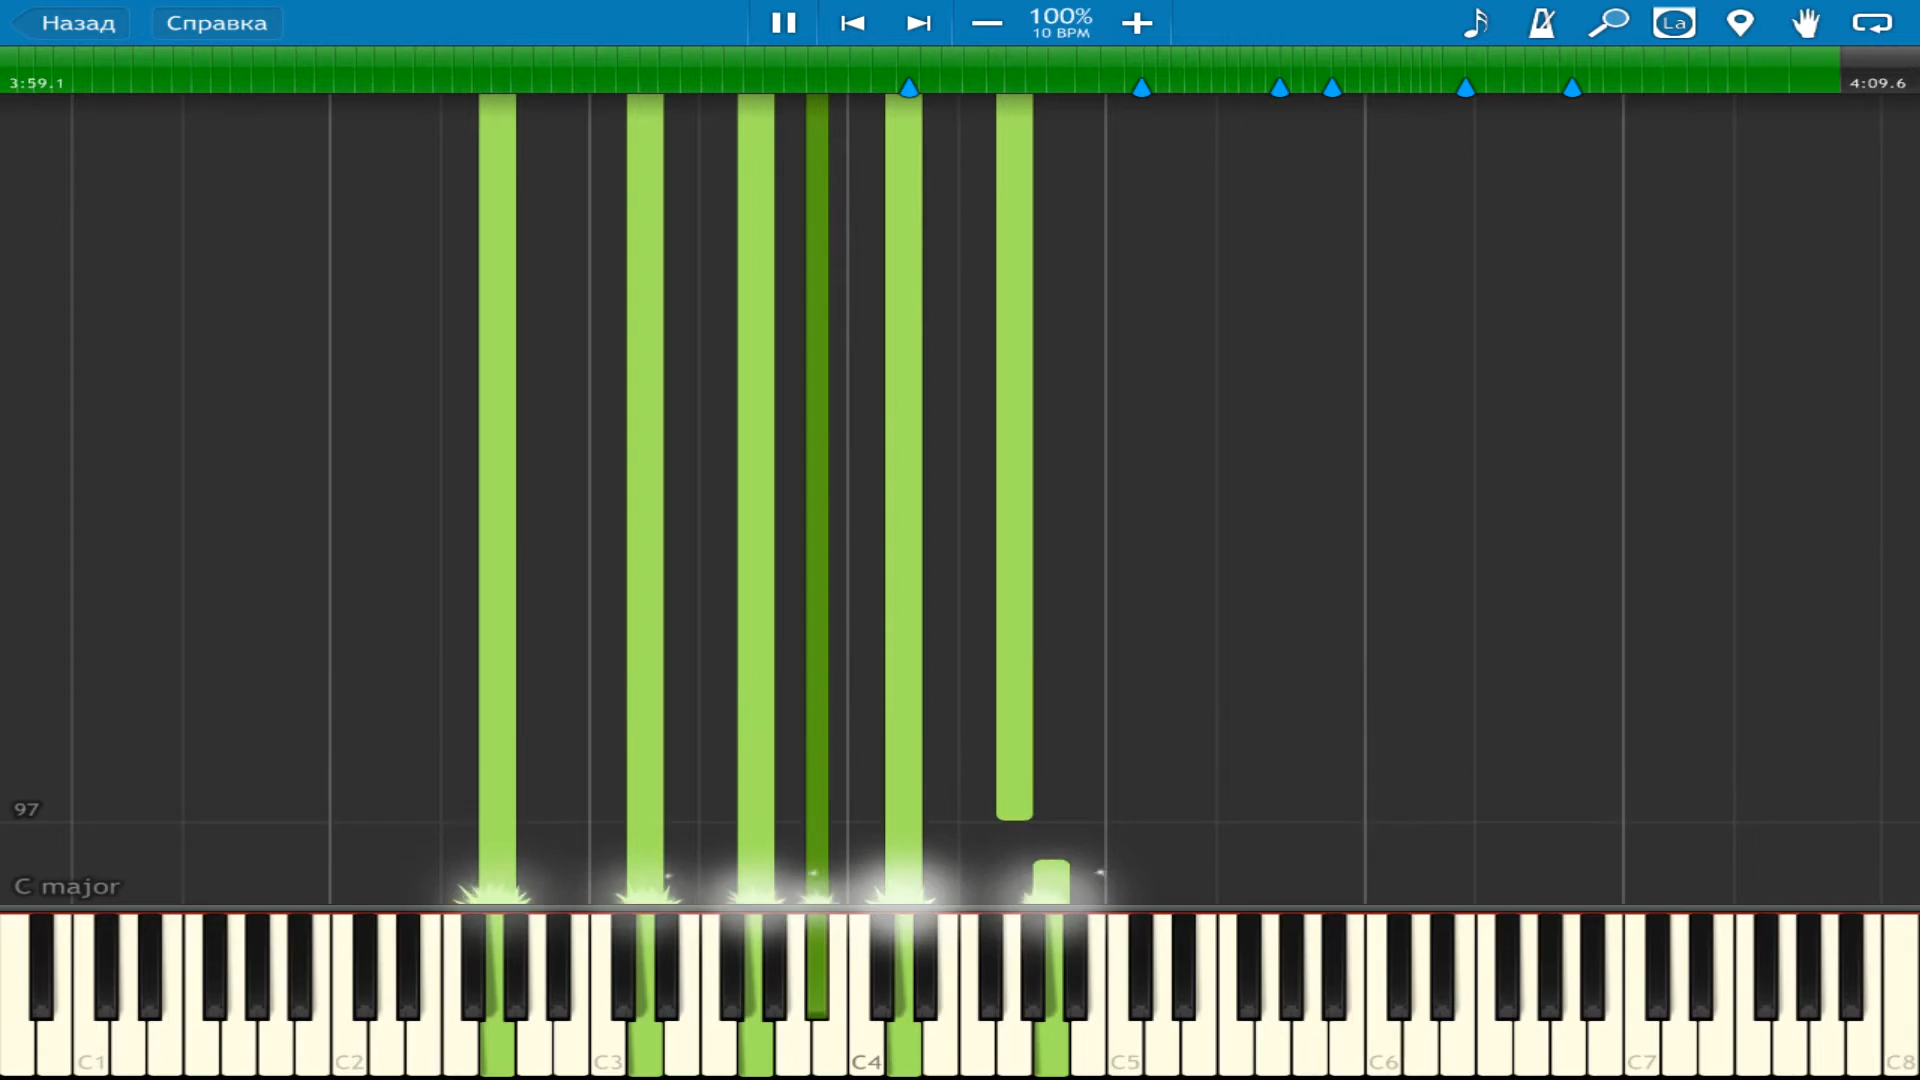 Назад
Справка
100%
10 BPM
La
3:59.1
4:09.6
97
C major
C1
C2
C3
C4
C5
C6
C7
C8